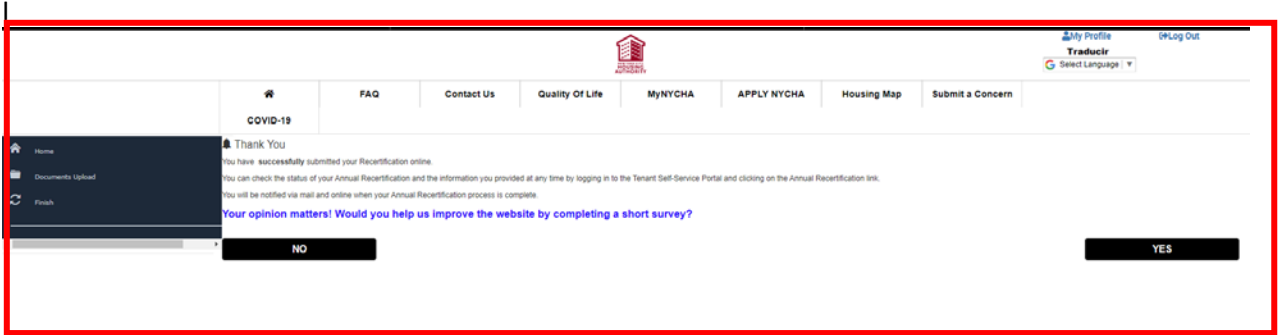 My Profile
Log Out
Traducir
Select Language
HOUSING
AUTHORITY
FAQ
Contact Us
Quality Of Life
MyNYCHA
APPLY NYCHA
Housing Map
Submit a Concern
COVID-19
Home
Documents Upload
Finish
Thank You
You have successfully submitted your Recertification online.
You can check the status of your Annual Recertification and the information you provided at any time by logging in to the Tenant Self-Service Portal and clicking on the Annual Recertification link.
You will be notified via mail and online when your Annual Recertification process is complete.
Your opinion matters! Would you help us improve the website by completing a short survey?
NO
YES